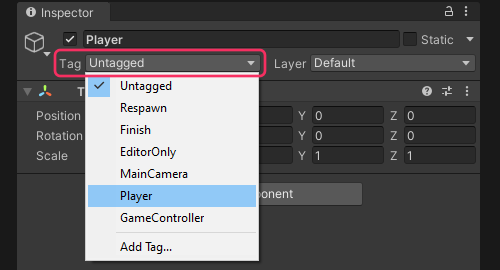 Inspector
Player
Static
Tag Untagged
Layer Default
Untagged
Respawn
Finish
EditorOnly
MainCamera
Player
GameController
Add Tag...
T
Position Y 0 Z 0
Rotation Y 0 Z 0
Scale Y 1 Z 1
ponent